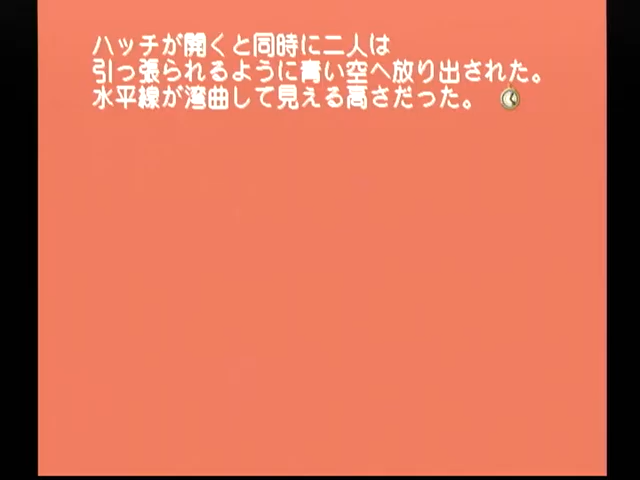 ハッチが開くと同時に二人は
引っ張られるように青い空へ放り出された。
水平線が湾曲して見える高さだった。